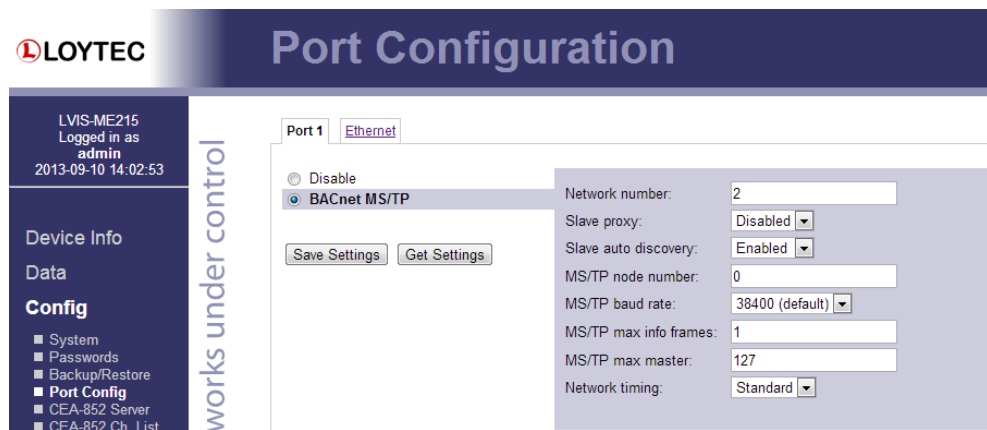 LOYTEC
Port Configuration
LVIS-ME215
Logged in as
admin
2013-09-10 14:02:53
Device Info
Data
Config
System
Passwords
Backup/Restore
Port Config
CEA-852 Server
CEA-852 Ch. List
works under control
Port 1 Ethernet
Disable
BACnet MS/TP
Save Settings Get Settings
Network number: 2
Slave proxy: Disabled
Slave auto discovery: Enabled
MS/TP node number: 0
MS/TP baud rate: 38400 (default)
MS/TP max info frames: 1
MS/TP max master: 127
Network timing: Standard